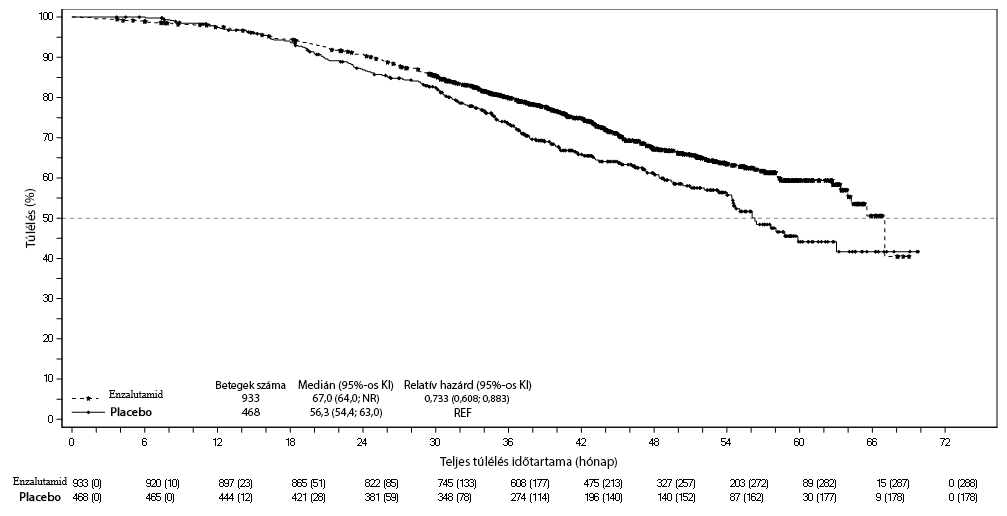 100
90
80
70
60
50
40
30
20
10
0
Túlélés (%)
Betegek száma Medián (95%-os KI) Relatív hazárd (95%-os KI)
Enzalutamid 933 67,0 (64,0; NR) 0,733 (0,608; 0,883)
Placebo 468 56,3 (54,4; 63,0) REF
0 6 12 18 24 30 36 42 48 54 60 66 72
Teljes túlélés időtartama (hónap)
Enzalutamid 933 (0) 920 (10) 897 (23) 865 (51) 822 (85) 745 (133) 608 (177) 475 (213) 327 (257) 203 (272) 89 (282) 15 (287) 0 (288)
Placebo 468 (0) 465 (0) 444 (12) 421 (28) 381 (59) 348 (78) 274 (114) 196 (140) 140 (152) 87 (162) 30 (177) 9 (178) 0 (178)